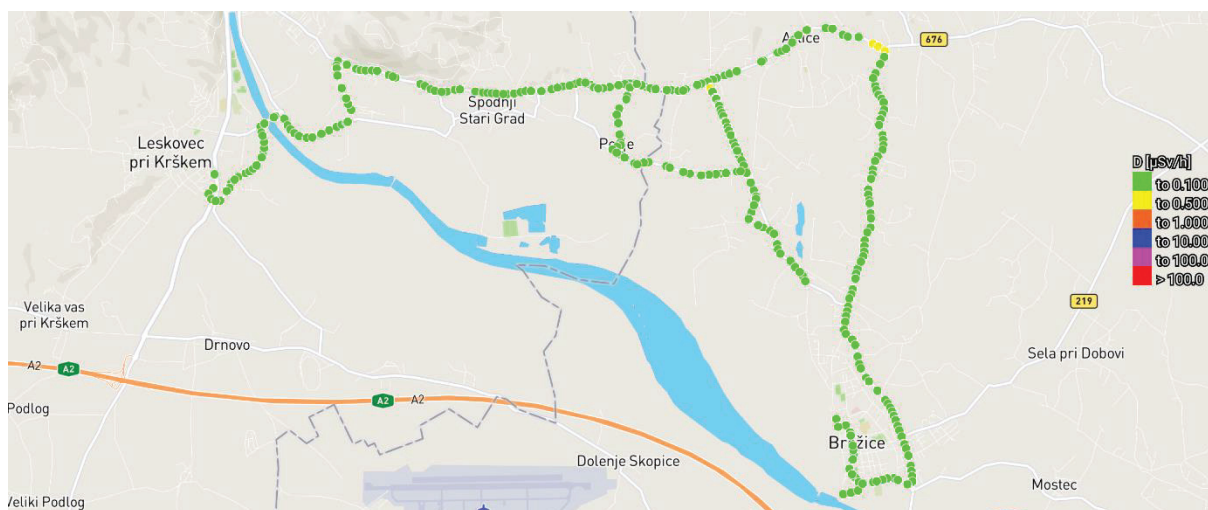 Artice
676
Spodnji
Stari Grad
Leskovec
pri Krškem
D [µSv/h]
to 0.100
to 0.500
to 1.000
to 10.00
to 100.0
> 100.0
219
Velika vas
pri Krškem
Drnovo
Sela pri Dobovi
A2
A2
A2
A2
Podlog
Brežice
Dolenje Skopice
Mostec
Veliki Podlog